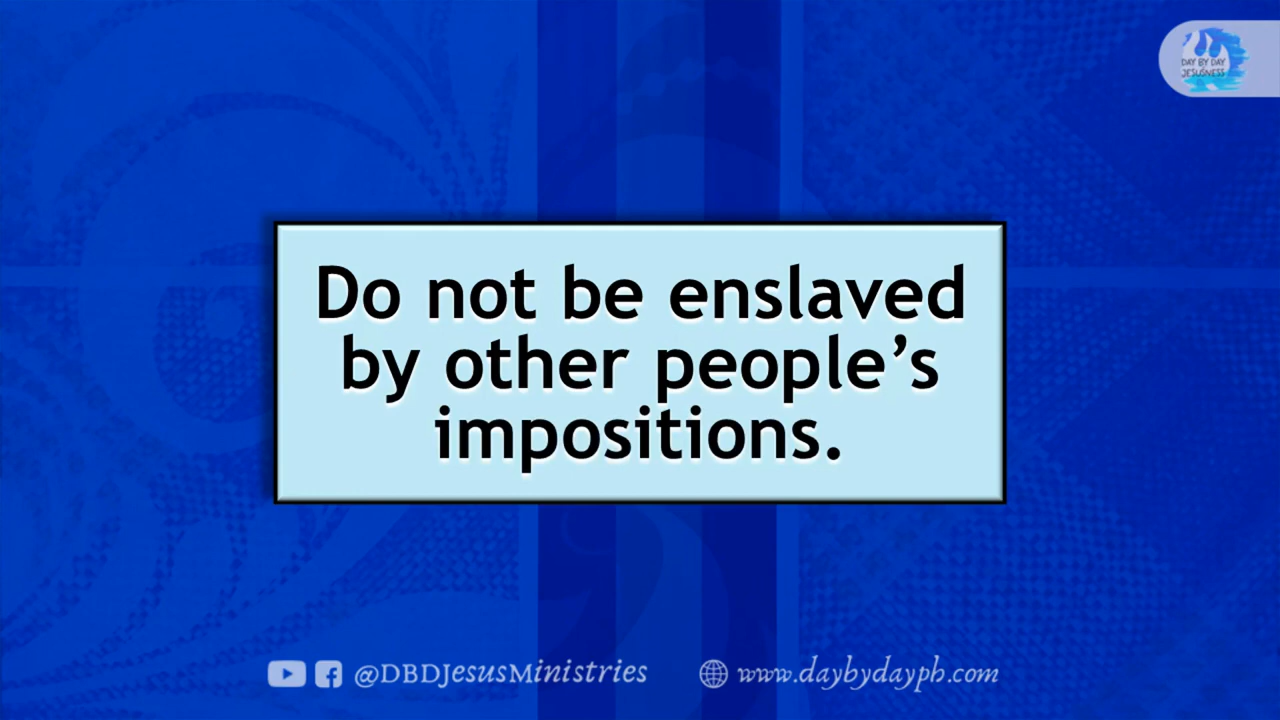 DAY BY DAY
JESUSNESS
Do not be enslaved
by other people’s
impositions.
@DBDJesusMinistries
www.daybydayph.com